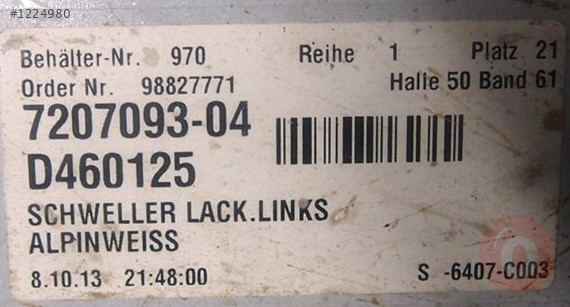 #1224980
Behälter-Nr. 970 Reihe 1 Platz 21
Order Nr. 98827771 Halle 50 Band 61
7207093-04
D460125
SCHWELLER LACK.LINKS
ALPINWEISS
8.10.13 21:48:00 S -6407-C003